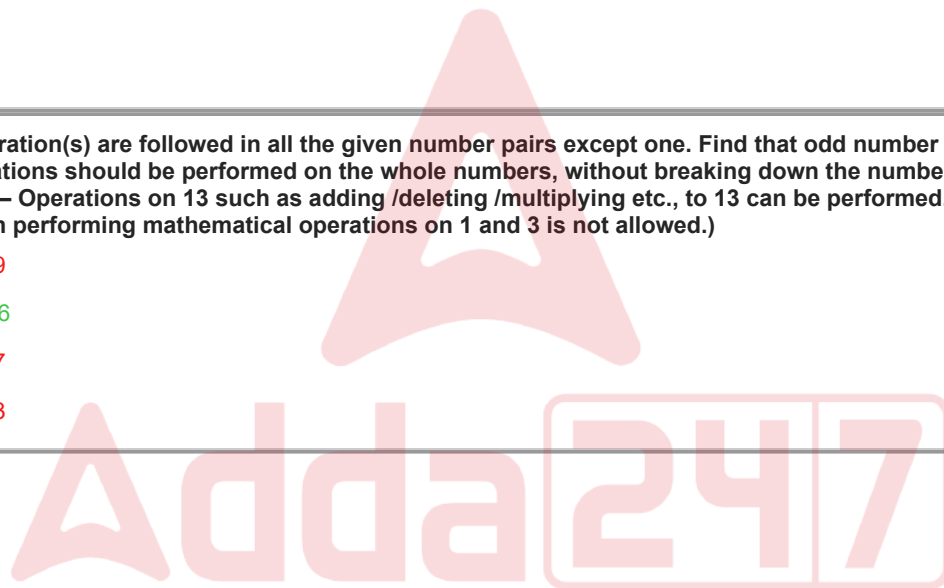 ration(s) are followed in all the given number pairs except one. Find that odd number
ations should be performed on the whole numbers, without breaking down the numbe
– Operations on 13 such as adding /deleting /multiplying etc., to 13 can be performed.
n performing mathematical operations on 1 and 3 is not allowed.)
9
6
7
3
Adda247